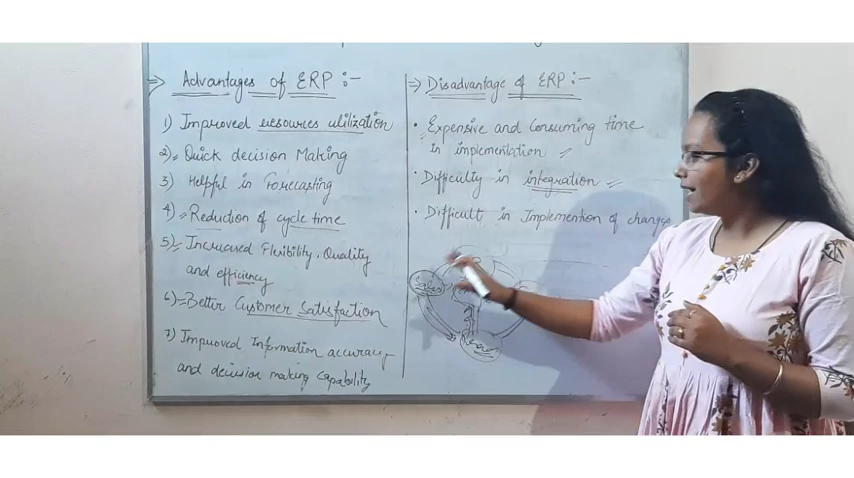 ⇒ Advantages of ERP :-
1) Improved Resources utilization
2) Quick decision Making
3) Helpful in Forecasting
4) Reduction of cycle time
5) Increased Flexibility, Quality
and efficiency
6) Better Customer Satisfaction
7) Improved Information accuracy
and decision making Capability
⇒ Disadvantage of ERP :-
• Expensive and Consuming time
in implementation
• Difficulty in integration
• Difficult in Implemention of change